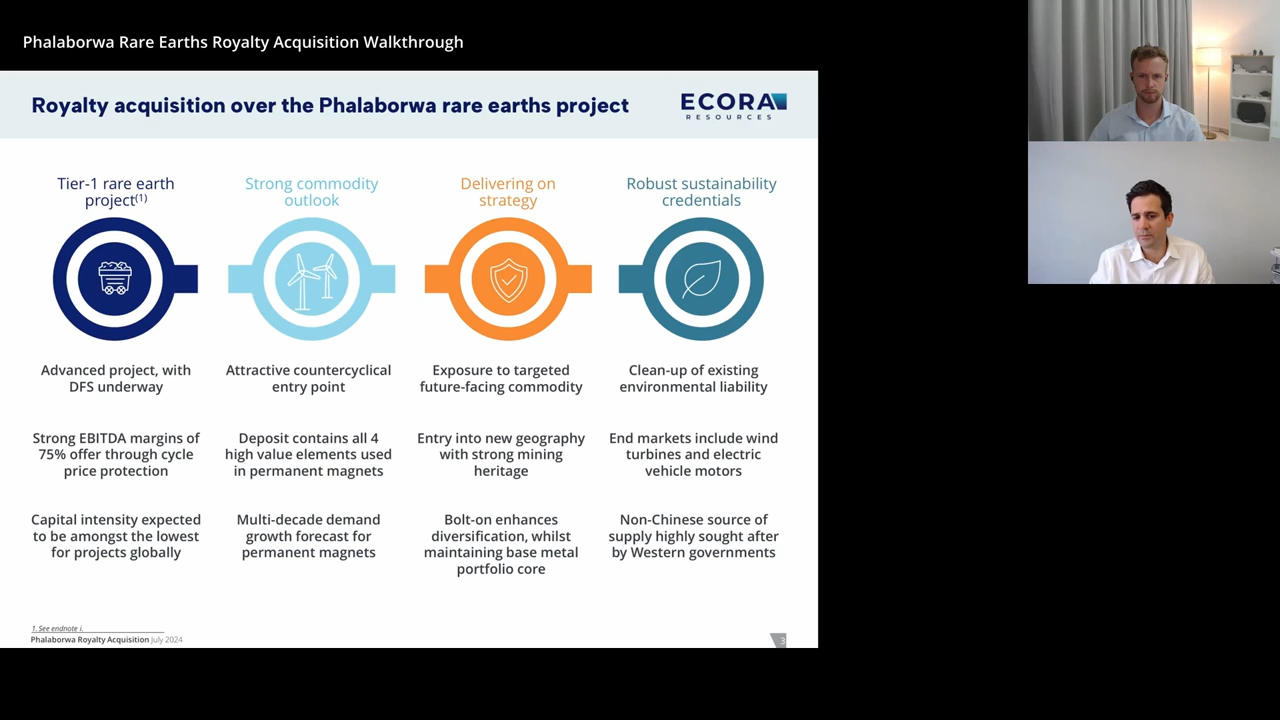 Phalaborwa Rare Earths Royalty Acquisition Walkthrough
Royalty acquisition over the Phalaborwa rare earths project
ECORA
RESOURCES
Tier-1 rare earth
project(1)
Strong commodity
outlook
Delivering on
strategy
Robust sustainability
credentials
Advanced project, with
DFS underway
Attractive countercyclical
entry point
Exposure to targeted
future-facing commodity
Clean-up of existing
environmental liability
Strong EBITDA margins of
75% offer through cycle
price protection
Deposit contains all 4
high value elements used
in permanent magnets
Entry into new geography
with strong mining
heritage
End markets include wind
turbines and electric
vehicle motors
Capital intensity expected
to be amongst the lowest
for projects globally
Multi-decade demand
growth forecast for
permanent magnets
Bolt-on enhances
diversification, whilst
maintaining base metal
portfolio core
Non-Chinese source of
supply highly sought after
by Western governments
1. See endnote i.
Phalaborwa Royalty Acquisition July 2024
3